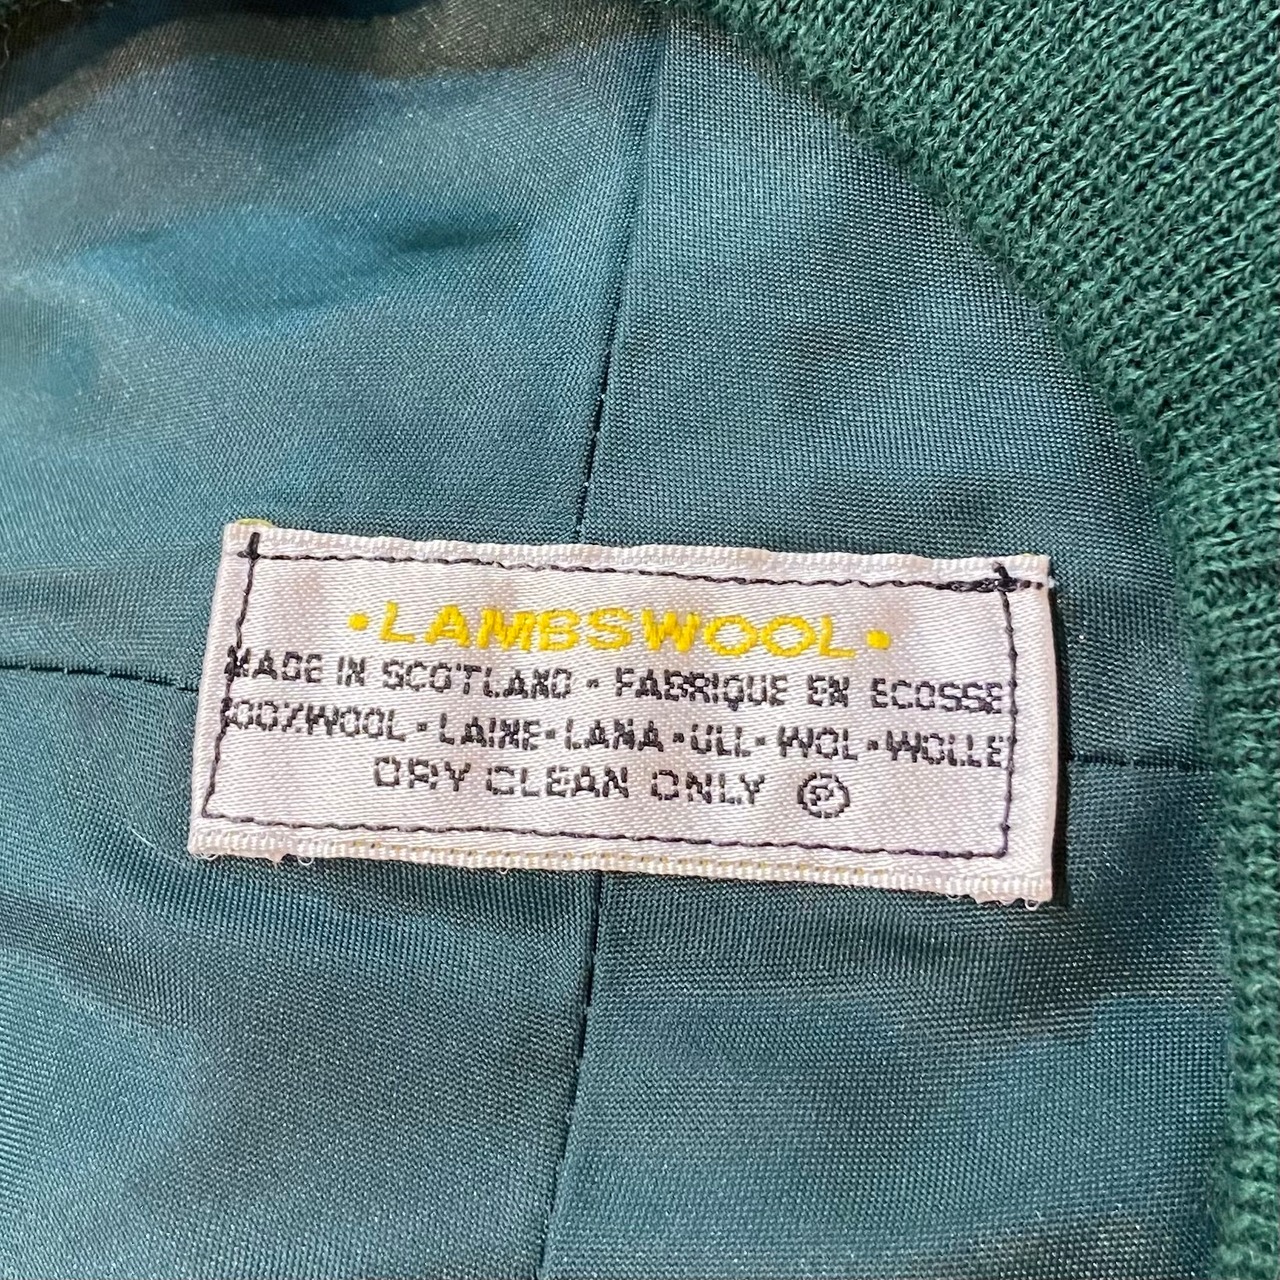 •LAMBSWOOL•
MADE IN SCOTLAND - FABRIQUE EN ECOSSE
100%WOOL-LAINE-LANA-ULL-WOL-WOLLE
DRY CLEAN ONLY Ⓟ